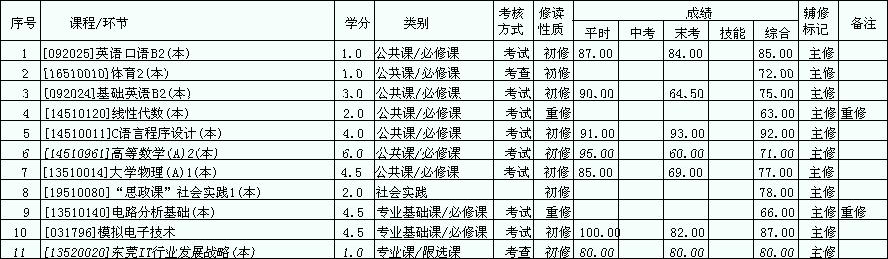 序号 课程/环节 学分 类别 考核方式 修读性质 成绩 辅修标记 备注
平时 中考 末考 技能 综合
1 [092025]英语口语B2(本) 1.0 公共课/必修课 考试 初修 87.00 84.00 85.00 主修
2 [16510010]体育2(本) 1.0 公共课/必修课 考查 初修 72.00 主修
3 [092024]基础英语B2(本) 3.0 公共课/必修课 考试 初修 90.00 64.50 75.00 主修
4 [14510120]线性代数(本) 2.0 公共课/必修课 考试 重修 63.00 主修 重修
5 [14510011]C语言程序设计(本) 4.0 公共课/必修课 考试 初修 91.00 93.00 92.00 主修
6 [14510961]高等数学(A)2(本) 6.0 公共课/必修课 考试 初修 95.00 60.00 71.00 主修
7 [13510014]大学物理(A)1(本) 4.5 公共课/必修课 考试 初修 85.00 69.00 77.00 主修
8 [19510080]“思政课”社会实践1(本) 2.0 社会实践 初修 78.00 主修
9 [13510140]电路分析基础(本) 4.5 专业基础课/必修课 考试 重修 66.00 主修 重修
10 [031796]模拟电子技术 4.5 专业基础课/必修课 考试 初修 100.00 82.00 87.00 主修
11 [13520020]东莞IT行业发展战略(本) 1.0 专业课/限选课 考查 初修 80.00 80.00 80.00 主修